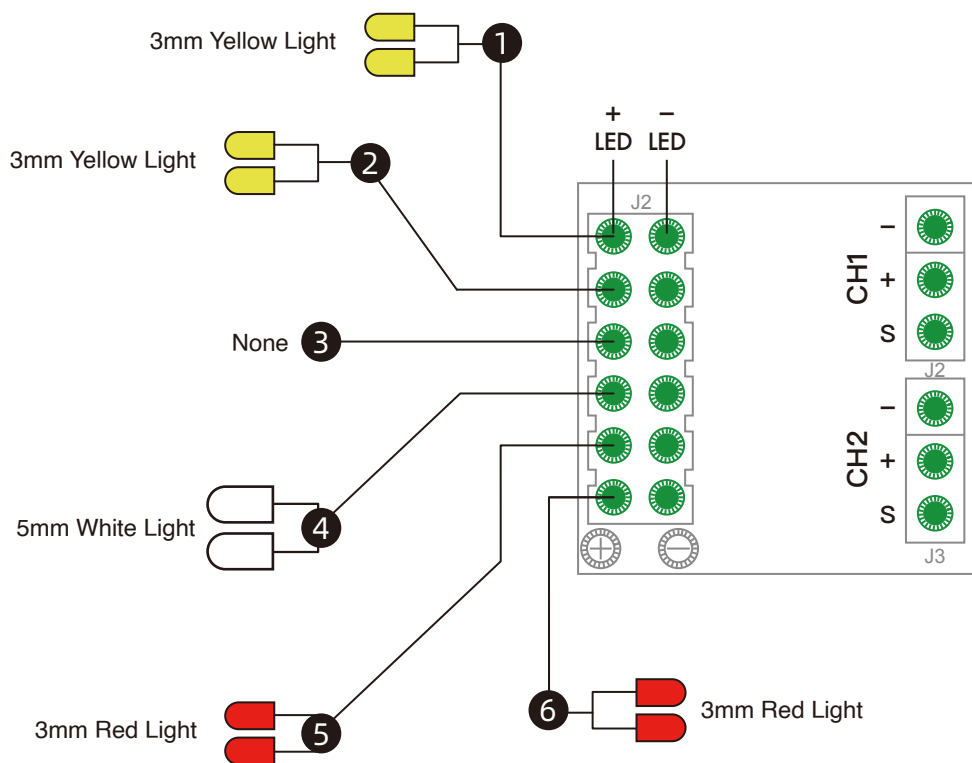 3mm Yellow Light
1
3mm Yellow Light
2
+ −
LED LED
J2
None 3
5mm White Light
4
3mm Red Light
5
6
3mm Red Light
CH1
−
+
S
J2
CH2
−
+
S
J3
+ −